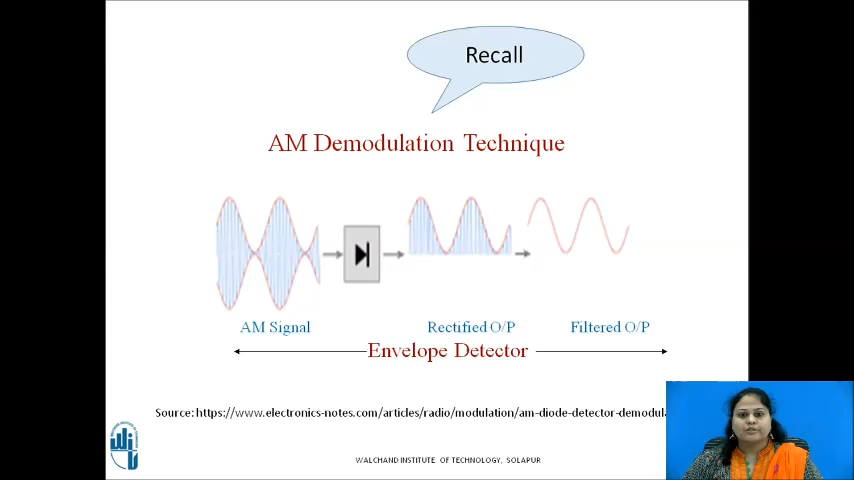 Recall
AM Demodulation Technique
AM Signal
Rectified O/P
Filtered O/P
Envelope Detector
Source: https://www.electronics-notes.com/articles/radio/modulation/am-diode-detector-demodula
WALCHAND INSTITUTE OF TECHNOLOGY, SOLAPUR